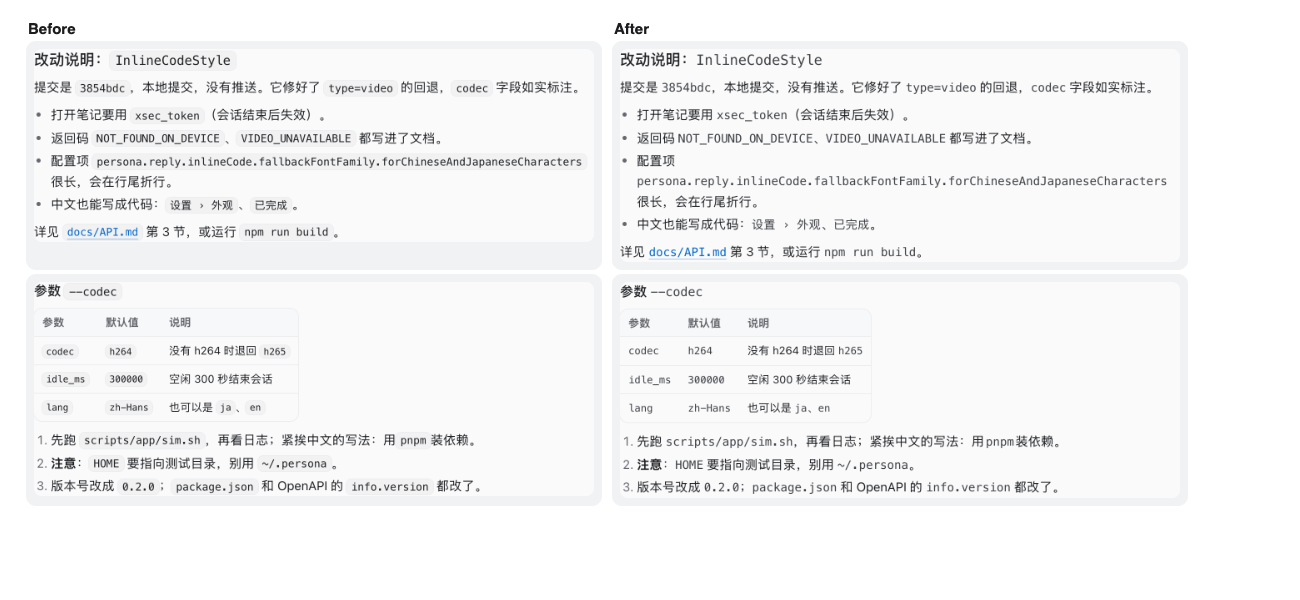 Before
改动说明： InlineCodeStyle
提交是 3854bdc ，本地提交，没有推送。它修好了 type=video 的回退， codec 字段如实标注。
• 打开笔记要用 xsec_token （会话结束后失效）。
• 返回码 NOT_FOUND_ON_DEVICE 、 VIDEO_UNAVAILABLE 都写进了文档。
• 配置项 persona.reply.inlineCode.fallbackFontFamily.forChineseAndJapaneseCharacters
很长，会在行尾折行。
• 中文也能写成代码： 设置 › 外观 、 已完成 。
详见 docs/API.md 第 3 节，或运行 npm run build 。
参数 --codec
参数 默认值 说明
codec h264 没有 h264 时退回 h265
idle_ms 300000 空闲 300 秒结束会话
lang zh-Hans 也可以是 ja 、 en
1. 先跑 scripts/app/sim.sh ，再看日志；紧挨中文的写法：用 pnpm 装依赖。
2. 注意： HOME 要指向测试目录，别用 ~/.persona 。
3. 版本号改成 0.2.0 ； package.json 和 OpenAPI 的 info.version 都改了。
After
改动说明：InlineCodeStyle
提交是 3854bdc，本地提交，没有推送。它修好了 type=video 的回退，codec 字段如实标注。
• 打开笔记要用 xsec_token（会话结束后失效）。
• 返回码 NOT_FOUND_ON_DEVICE、VIDEO_UNAVAILABLE 都写进了文档。
• 配置项
persona.reply.inlineCode.fallbackFontFamily.forChineseAndJapaneseCharacters
很长，会在行尾折行。
• 中文也能写成代码：设置 › 外观、已完成。
详见 docs/API.md 第 3 节，或运行 npm run build。
参数 --codec
参数 默认值 说明
codec h264 没有 h264 时退回 h265
idle_ms 300000 空闲 300 秒结束会话
lang zh-Hans 也可以是 ja、en
1. 先跑 scripts/app/sim.sh，再看日志；紧挨中文的写法：用pnpm装依赖。
2. 注意：HOME 要指向测试目录，别用 ~/.persona。
3. 版本号改成 0.2.0；package.json 和 OpenAPI 的 info.version 都改了。